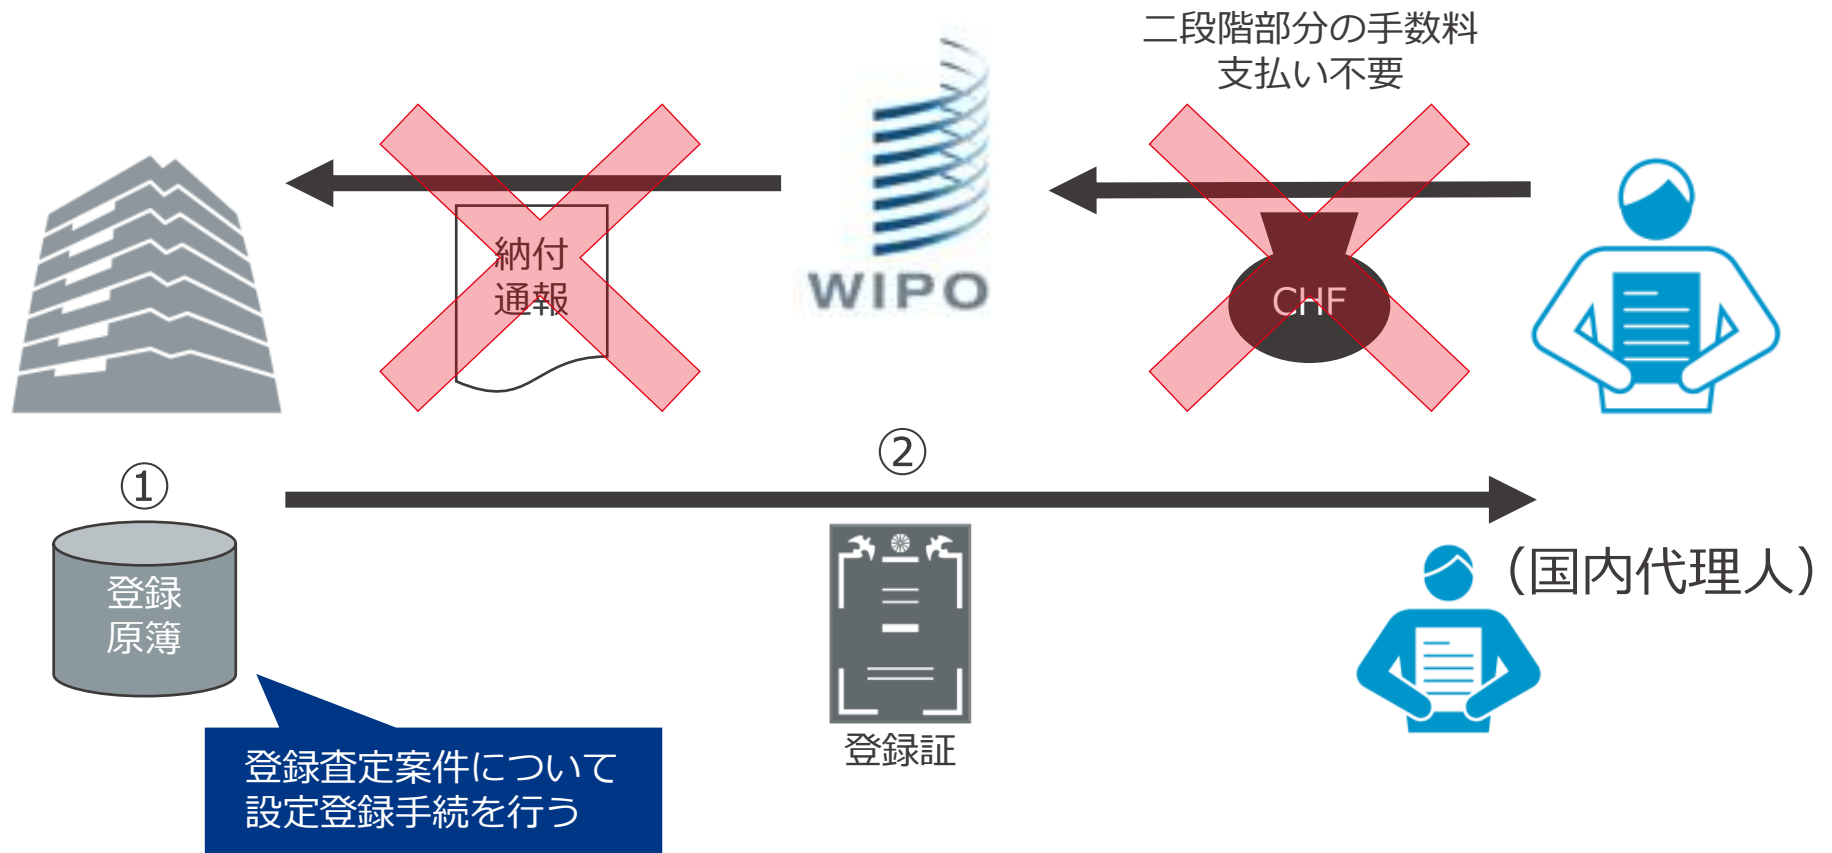 二段階部分の手数料
支払い不要
納付
通報
WIPO
CHF
①
②
登録
原簿
(国内代理人)
登録証
登録査定案件について
設定登録手続を行う